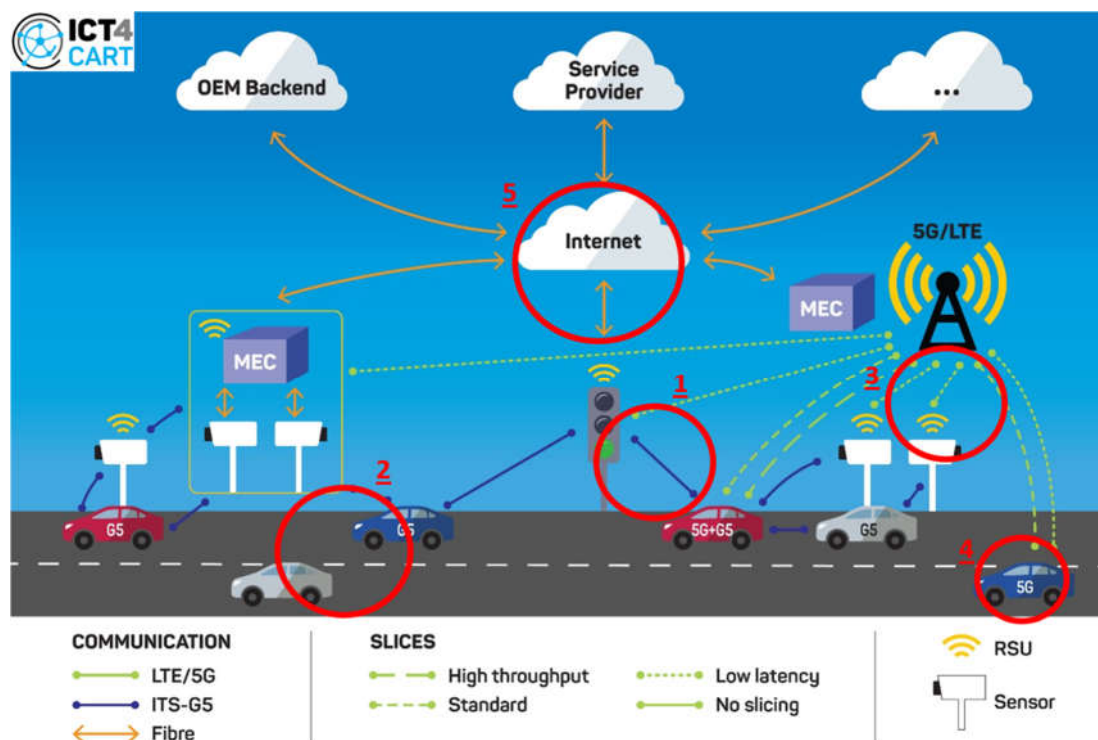 ICT4
CART
OEM Backend
Service
Provider
...
5
Internet
5G/LTE
MEC
MEC
3
1
2
G5
G5
5G+G5
G5
4
5G
COMMUNICATION
LTE/5G
ITS-G5
Fibre
SLICES
High throughput
Standard
Low latency
No slicing
RSU
Sensor